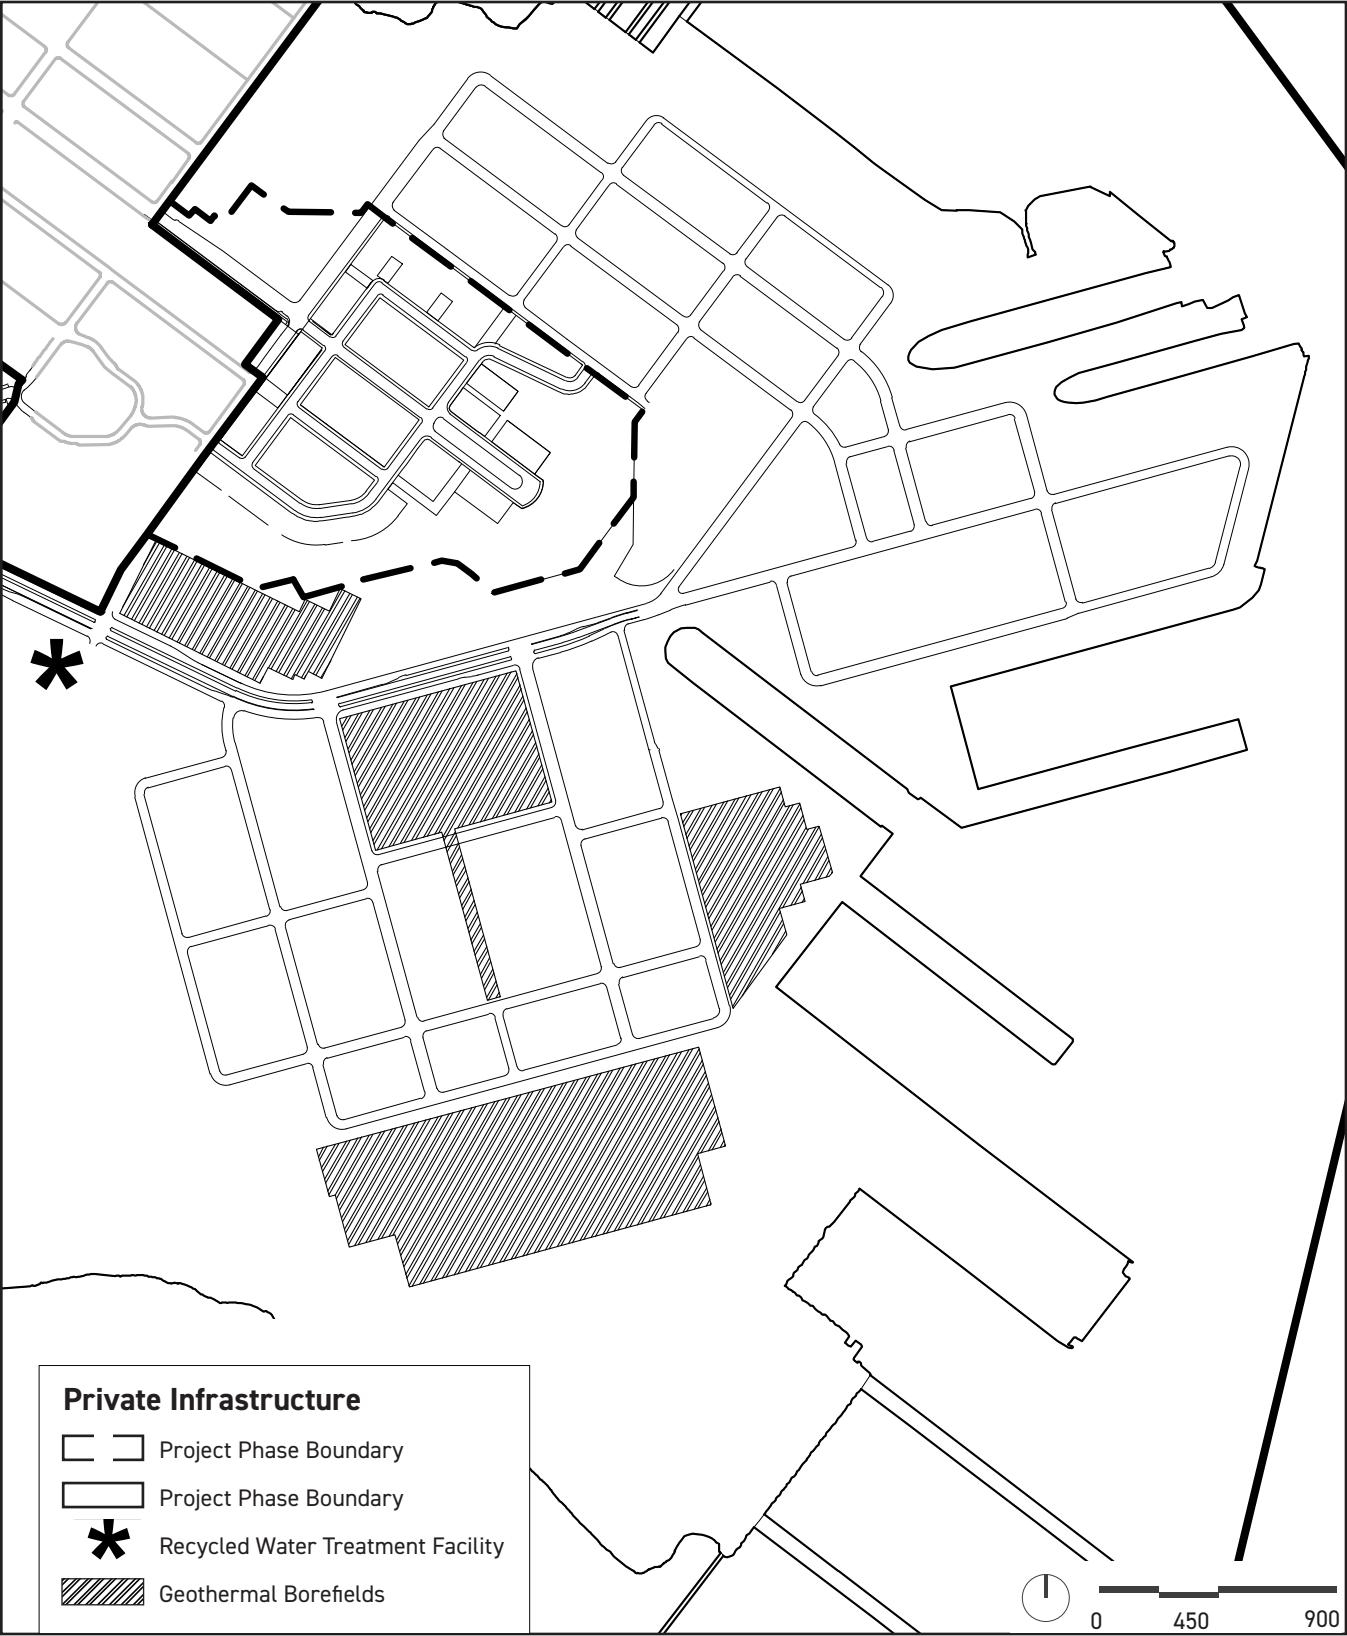 Private Infrastructure
Project Phase Boundary
Project Phase Boundary
Recycled Water Treatment Facility
Geothermal Borefields
0 450 900